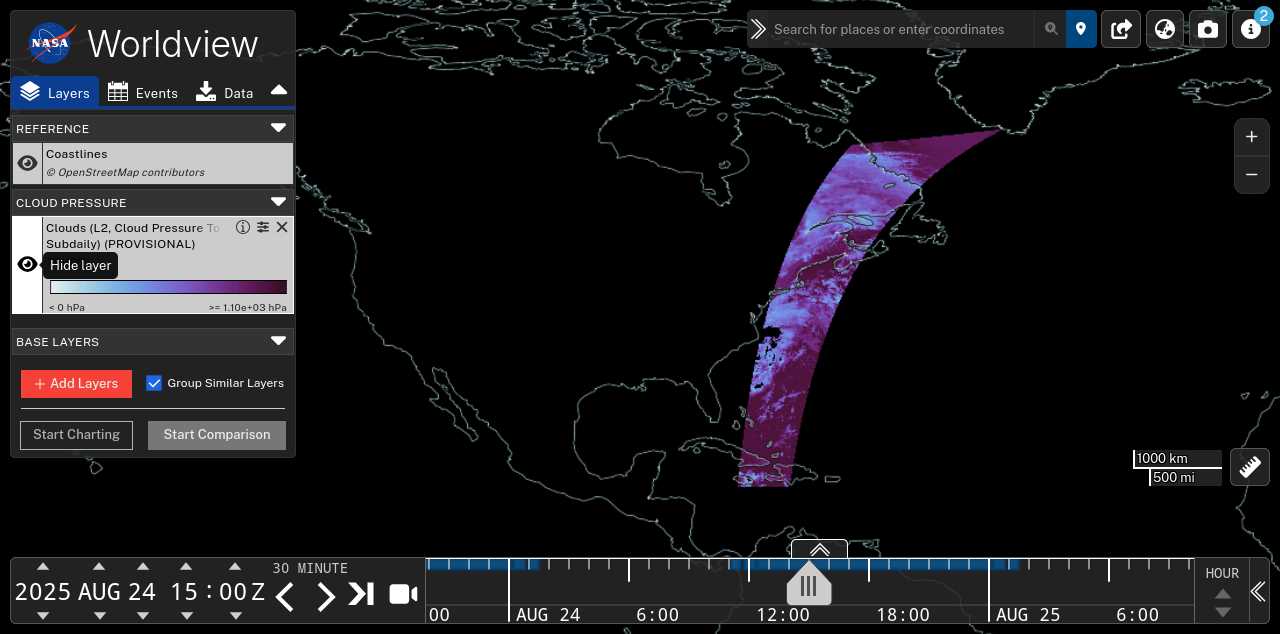 NASA
Worldview
Layers
Events
Data
REFERENCE
Coastlines
© OpenStreetMap contributors
CLOUD PRESSURE
Clouds (L2, Cloud Pressure To
Subdaily) (PROVISIONAL)
Hide layer
< 0 hPa
>= 1.10e+03 hPa
BASE LAYERS
+ Add Layers
Group Similar Layers
Start Charting
Start Comparison
Search for places or enter coordinates
2
+
−
1000 km
500 mi
2025 AUG 24 15 : 00 Z
30 MINUTE
00
AUG 24
6:00
12:00
18:00
AUG 25
6:00
HOUR